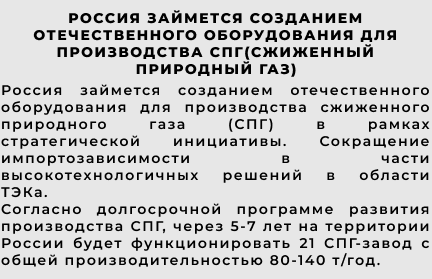 РОССИЯ ЗАЙМЕТСЯ СОЗДАНИЕМ
ОТЕЧЕСТВЕННОГО ОБОРУДОВАНИЯ ДЛЯ
ПРОИЗВОДСТВА СПГ(СЖИЖЕННЫЙ
ПРИРОДНЫЙ ГАЗ)
Россия займется созданием отечественного
оборудования для производства сжиженного
природного газа (СПГ) в рамках
стратегической инициативы. Сокращение
импортозависимости в части
высокотехнологичных решений в области
ТЭКа.
Согласно долгосрочной программе развития
производства СПГ, через 5-7 лет на территории
России будет функционировать 21 СПГ-завод с
общей производительностью 80-140 т/год.